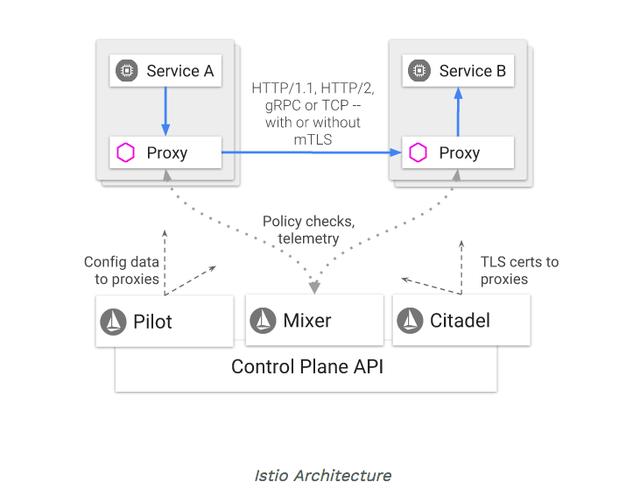 Service A
Service B
HTTP/1.1, HTTP/2,
gRPC or TCP --
with or without
mTLS
Proxy
Proxy
Policy checks,
telemetry
Config data
to proxies
TLS certs to
proxies
Pilot
Mixer
Citadel
Control Plane API
Istio Architecture